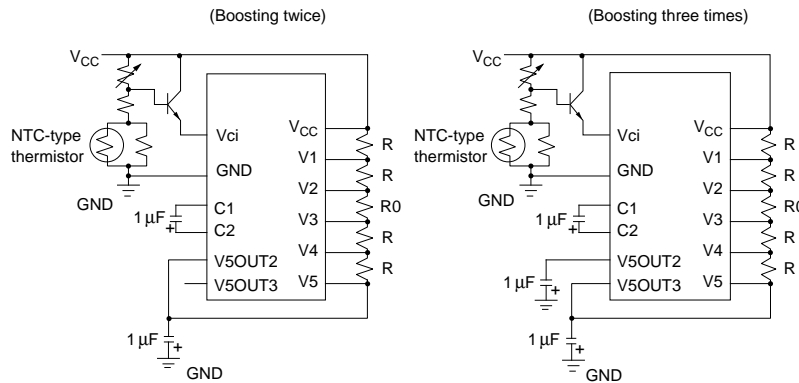 (Boosting twice)
VCC
NTC-type
thermistor
GND
1 µF
+
Vci
GND
C1
C2
V5OUT2
V5OUT3
VCC
V1
V2
V3
V4
V5
R
R
R0
R
R
1 µF
+
GND
(Boosting three times)
VCC
NTC-type
thermistor
GND
1 µF
+
Vci
GND
C1
C2
V5OUT2
V5OUT3
VCC
V1
V2
V3
V4
V5
R
R
R0
R
R
1 µF
+
1 µF
+
GND